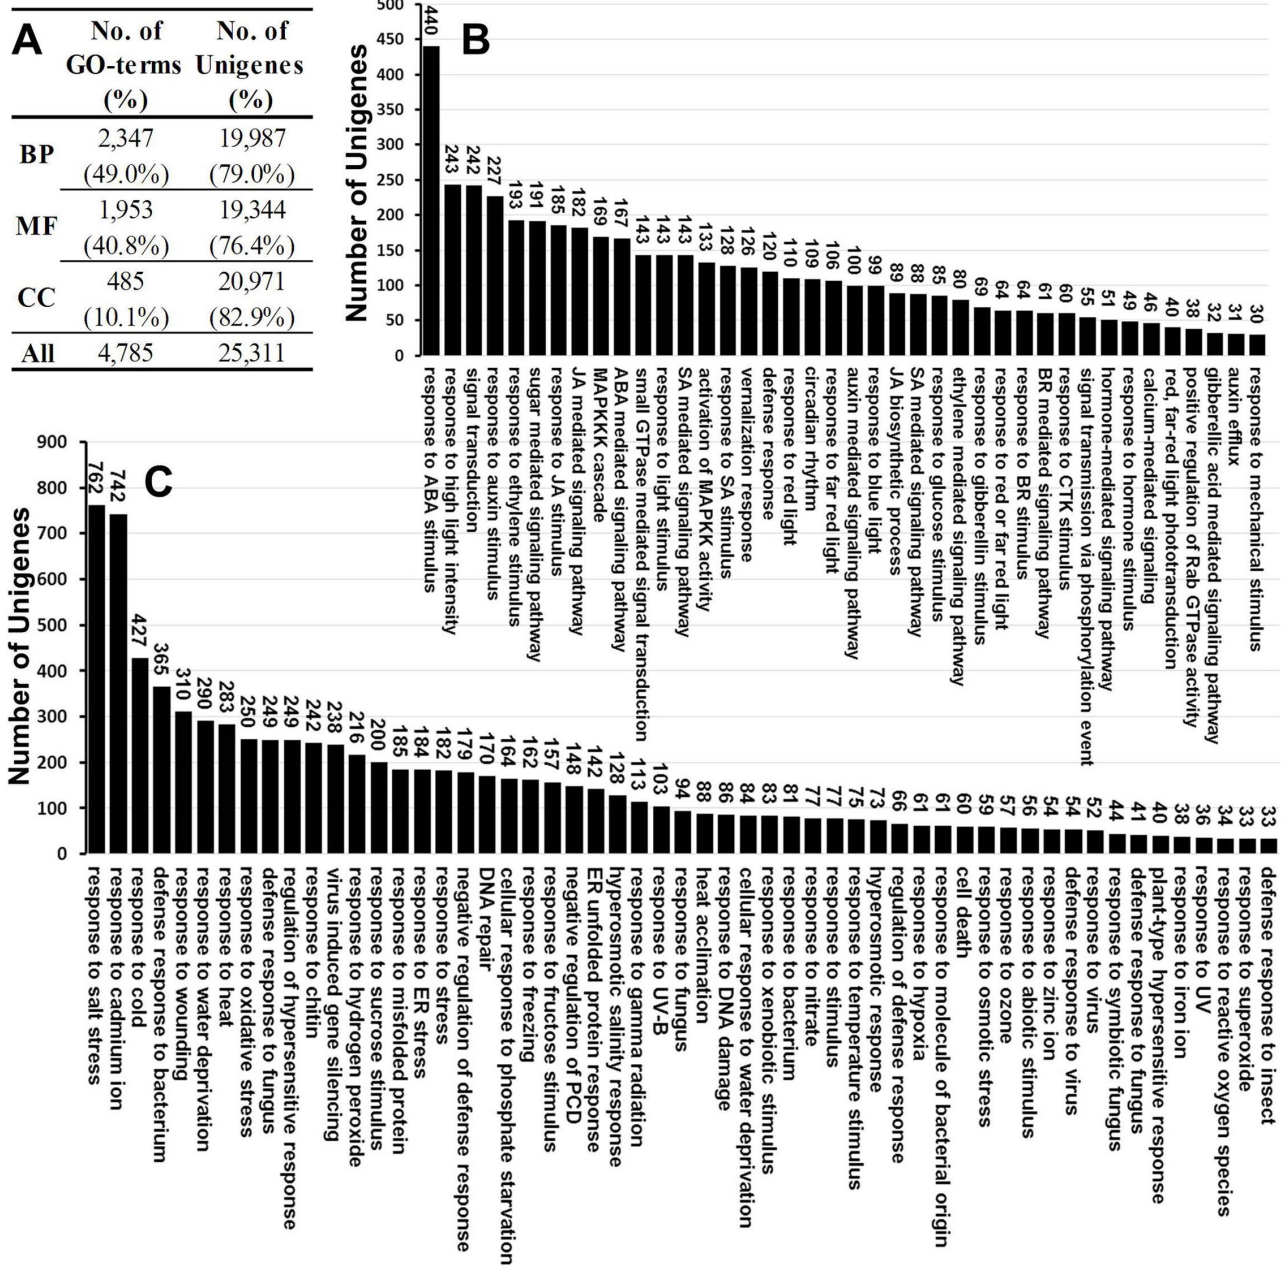 A
No. of No. of
GO-terms Unigenes
(%) (%)
BP 2,347 19,987
(49.0%) (79.0%)
MF 1,953 19,344
(40.8%) (76.4%)
CC 485 20,971
(10.1%) (82.9%)
All 4,785 25,311
B
Number of Unigenes
500
450
400
350
300
250
200
150
100
50
0
440
243
242
227
193
191
185
182
169
167
143
143
143
133
128
126
120
110
109
106
100
99
89
88
85
80
69
64
64
61
60
55
51
49
46
40
38
32
31
30
response to ABA stimulus
response to high light intensity
signal transduction
response to auxin stimulus
response to ethylene stimulus
sugar mediated signaling pathway
response to JA stimulus
JA mediated signaling pathway
MAPKKK cascade
ABA mediated signaling pathway
small GTPase mediated signal transduction
response to light stimulus
SA mediated signaling pathway
activation of MAPKK activity
response to SA stimulus
vernalization response
defense response
response to red light
circadian rhythm
response to far red light
auxin mediated signaling pathway
response to blue light
JA biosynthetic process
SA mediated signaling pathway
response to glucose stimulus
ethylene mediated signaling pathway
response to gibberellin stimulus
response to red or far red light
response to BR stimulus
BR mediated signaling pathway
response to CTK stimulus
signal transmission via phosphorylation event
hormone-mediated signaling pathway
response to hormone stimulus
calcium-mediated signaling
red, far-red light phototransduction
positive regulation of Rab GTPase activity
gibberellic acid mediated signaling pathway
auxin efflux
response to mechanical stimulus
C
Number of Unigenes
900
800
700
600
500
400
300
200
100
0
762
742
427
365
310
290
283
250
249
249
242
238
216
200
185
184
182
179
170
164
162
157
148
142
128
113
103
94
88
86
84
83
81
77
77
75
73
66
61
61
60
59
57
56
54
54
52
44
41
40
38
36
34
33
33
response to salt stress
response to cadmium ion
response to cold
defense response to bacterium
response to wounding
response to water deprivation
response to heat
response to oxidative stress
defense response to fungus
regulation of hypersensitive response
response to chitin
virus induced gene silencing
response to hydrogen peroxide
response to sucrose stimulus
response to misfolded protein
response to ER stress
response to stress
negative regulation of defense response
DNA repair
cellular response to phosphate starvation
response to freezing
response to fructose stimulus
negative regulation of PCD
ER unfolded protein response
hyperosmotic salinity response
response to gamma radiation
response to UV-B
response to fungus
heat acclimation
response to DNA damage
cellular response to water deprivation
response to xenobiotic stimulus
response to bacterium
response to nitrate
response to stimulus
response to temperature stimulus
hyperosmotic response
regulation of defense response
response to hypoxia
response to molecule of bacterial origin
cell death
response to osmotic stress
response to ozone
response to abiotic stimulus
response to zinc ion
defense response to virus
response to virus
response to symbiotic fungus
defense response to fungus
plant-type hypersensitive response
response to iron ion
response to UV
response to reactive oxygen species
response to superoxide
defense response to insect